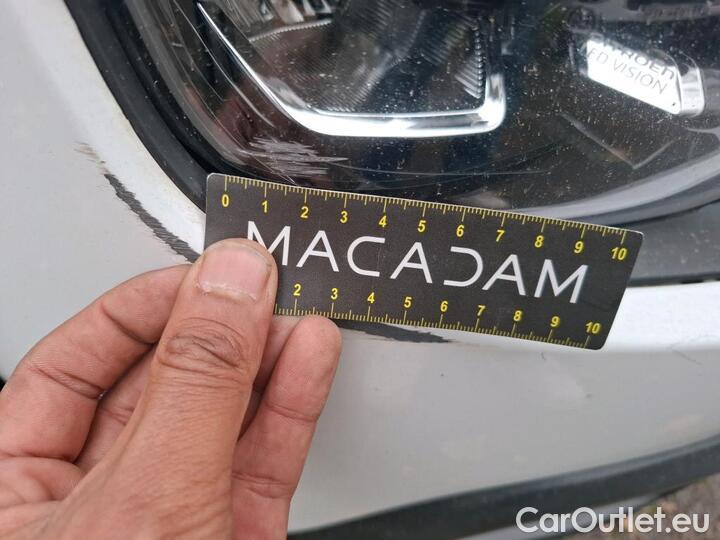 CITROËN
LED VISION
0 1 2 3 4 5 6 7 8 9 10
MACADAM
2 3 4 5 6 7 8 9 10
CarOutlet.eu